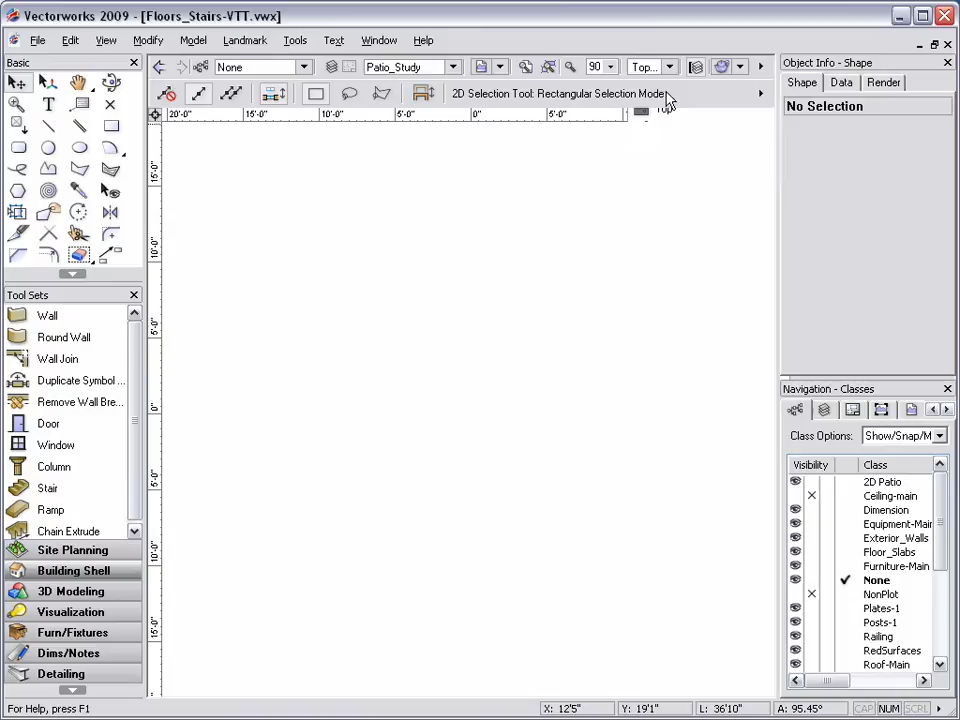 Vectorworks 2009 - [Floors_Stairs-VTT.vwx]
File Edit View Modify Model Landmark Tools Text Window Help
Basic
None
Patio_Study
90
Top...
2D Selection Tool: Rectangular Selection Mode
20'-0" 15'-0" 10'-0" 5'-0" 0" 5'-0"
15'-0"
10'-0"
5'-0"
0"
5'-0"
10'-0"
15'-0"
Tool Sets
Wall
Round Wall
Wall Join
Duplicate Symbol ...
Remove Wall Bre...
Door
Window
Column
Stair
Ramp
Chain Extrude
Site Planning
Building Shell
3D Modeling
Visualization
Furn/Fixtures
Dims/Notes
Detailing
Object Info - Shape
Shape Data Render
No Selection
Navigation - Classes
Class Options: Show/Snap/M
Visibility Class
2D Patio
Ceiling-main
Dimension
Equipment-Main
Exterior_Walls
Floor_Slabs
Furniture-Main
None
NonPlot
Plates-1
Posts-1
Railing
RedSurfaces
Roof-Main
For Help, press F1
X: 12'5" Y: 19'1" L: 36'10" A: 95.45° CAP NUM SCRL